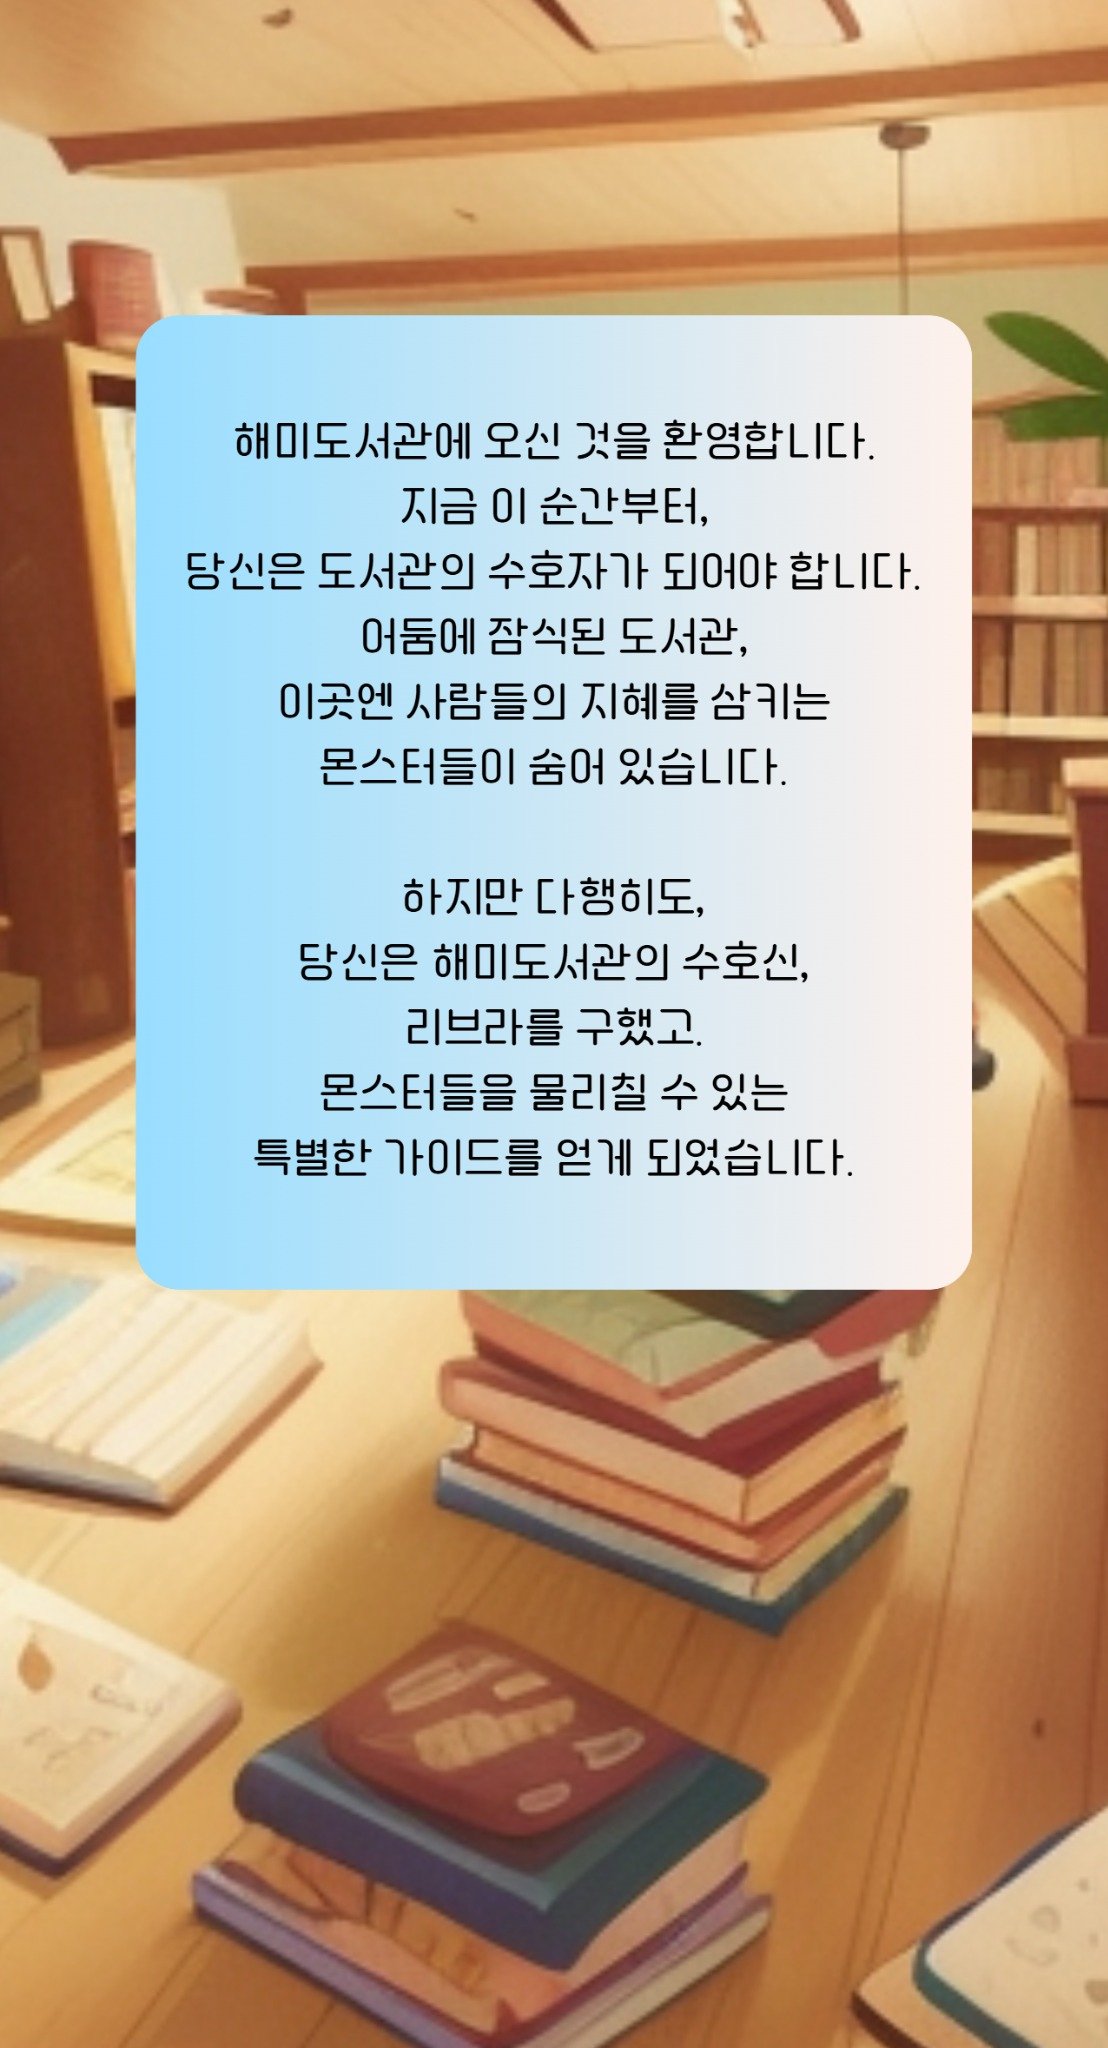 해미도서관에 오신 것을 환영합니다.
지금 이 순간부터,
당신은 도서관의 수호자가 되어야 합니다.
어둠에 잠식된 도서관,
이곳엔 사람들의 지혜를 삼키는
몬스터들이 숨어 있습니다.
하지만 다행히도,
당신은 해미도서관의 수호신,
리브라를 구했고.
몬스터들을 물리칠 수 있는
특별한 가이드를 얻게 되었습니다.